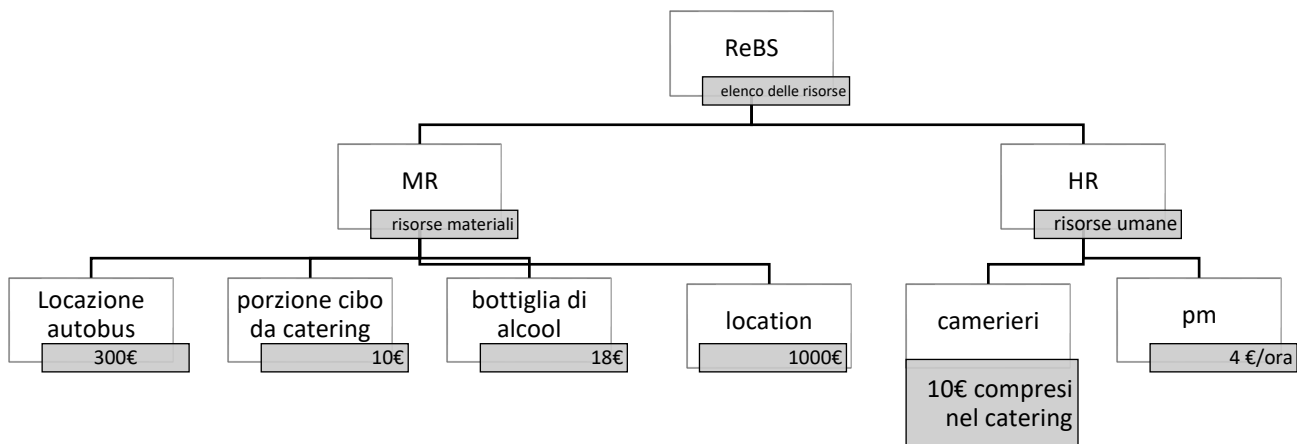 ReBS
elenco delle risorse
MR
risorse materiali
HR
risorse umane
Locazione
autobus
300€
porzione cibo
da catering
10€
bottiglia di
alcool
18€
location
1000€
camerieri
10€ compresi
nel catering
pm
4 €/ora